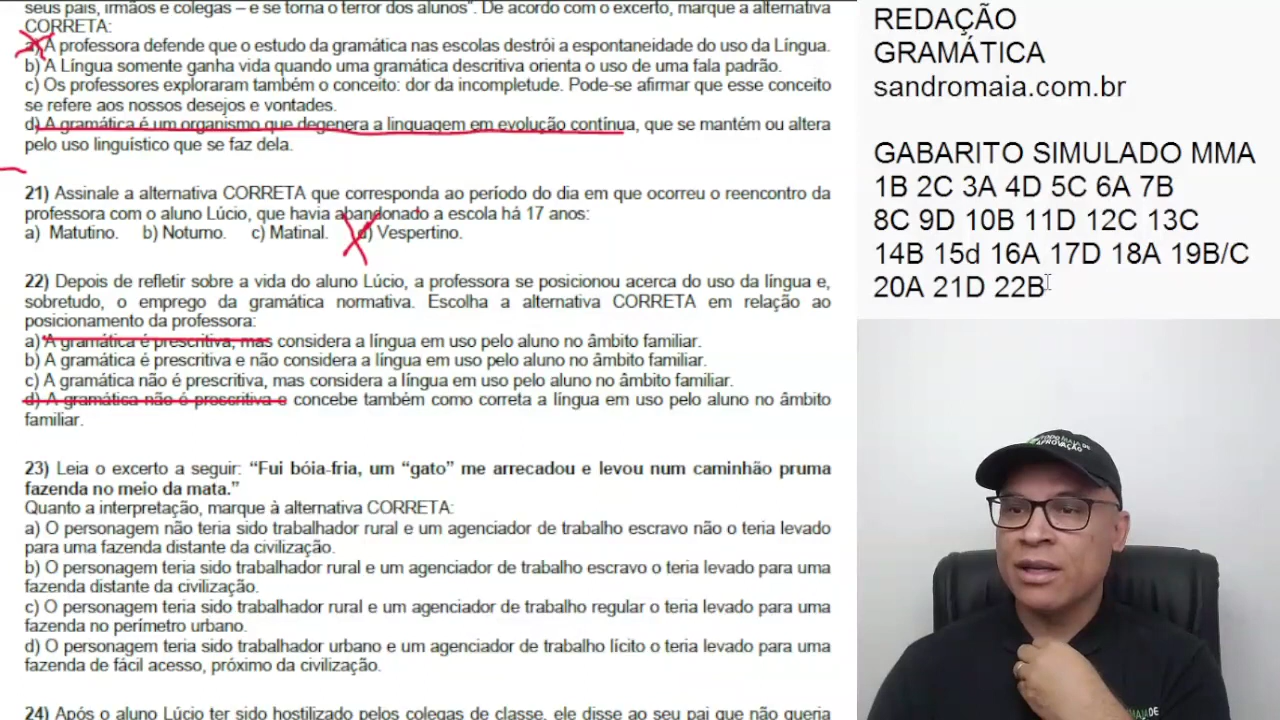 seus pais, irmãos e colegas – e se torna o terror dos alunos”. De acordo com o excerto, marque a alternativa
CORRETA:
a) A professora defende que o estudo da gramática nas escolas destrói a espontaneidade do uso da Língua.
b) A Língua somente ganha vida quando uma gramática descritiva orienta o uso de uma fala padrão.
c) Os professores exploraram também o conceito: dor da incompletude. Pode-se afirmar que esse conceito
se refere aos nossos desejos e vontades.
d) A gramática é um organismo que degenera a linguagem em evolução contínua, que se mantém ou altera
pelo uso linguístico que se faz dela.
21) Assinale a alternativa CORRETA que corresponda ao período do dia em que ocorreu o reencontro da
professora com o aluno Lúcio, que havia abandonado a escola há 17 anos:
a) Matutino. b) Noturno. c) Matinal. d) Vespertino.
22) Depois de refletir sobre a vida do aluno Lúcio, a professora se posicionou acerca do uso da língua e,
sobretudo, o emprego da gramática normativa. Escolha a alternativa CORRETA em relação ao
posicionamento da professora:
a) A gramática é prescritiva, mas considera a língua em uso pelo aluno no âmbito familiar.
b) A gramática é prescritiva e não considera a língua em uso pelo aluno no âmbito familiar.
c) A gramática não é prescritiva, mas considera a língua em uso pelo aluno no âmbito familiar.
d) A gramática não é prescritiva e concebe também como correta a língua em uso pelo aluno no âmbito
familiar.
23) Leia o excerto a seguir: “Fui bóia-fria, um “gato” me arrecadou e levou num caminhão pruma
fazenda no meio da mata.”
Quanto a interpretação, marque à alternativa CORRETA:
a) O personagem não teria sido trabalhador rural e um agenciador de trabalho escravo não o teria levado
para uma fazenda distante da civilização.
b) O personagem teria sido trabalhador rural e um agenciador de trabalho escravo o teria levado para uma
fazenda distante da civilização.
c) O personagem teria sido trabalhador rural e um agenciador de trabalho regular o teria levado para uma
fazenda no perímetro urbano.
d) O personagem teria sido trabalhador urbano e um agenciador de trabalho lícito o teria levado para uma
fazenda de fácil acesso, próximo da civilização.
24) Após o aluno Lúcio ter sido hostilizado pelos colegas de classe, ele disse ao seu pai que não queria
REDAÇÃO
GRAMÁTICA
sandromaia.com.br
GABARITO SIMULADO MMA
1B 2C 3A 4D 5C 6A 7B
8C 9D 10B 11D 12C 13C
14B 15d 16A 17D 18A 19B/C
20A 21D 22B
MAIA DE
APROVAÇÃO
MAIA DE